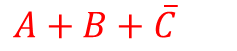 A + B + C̄